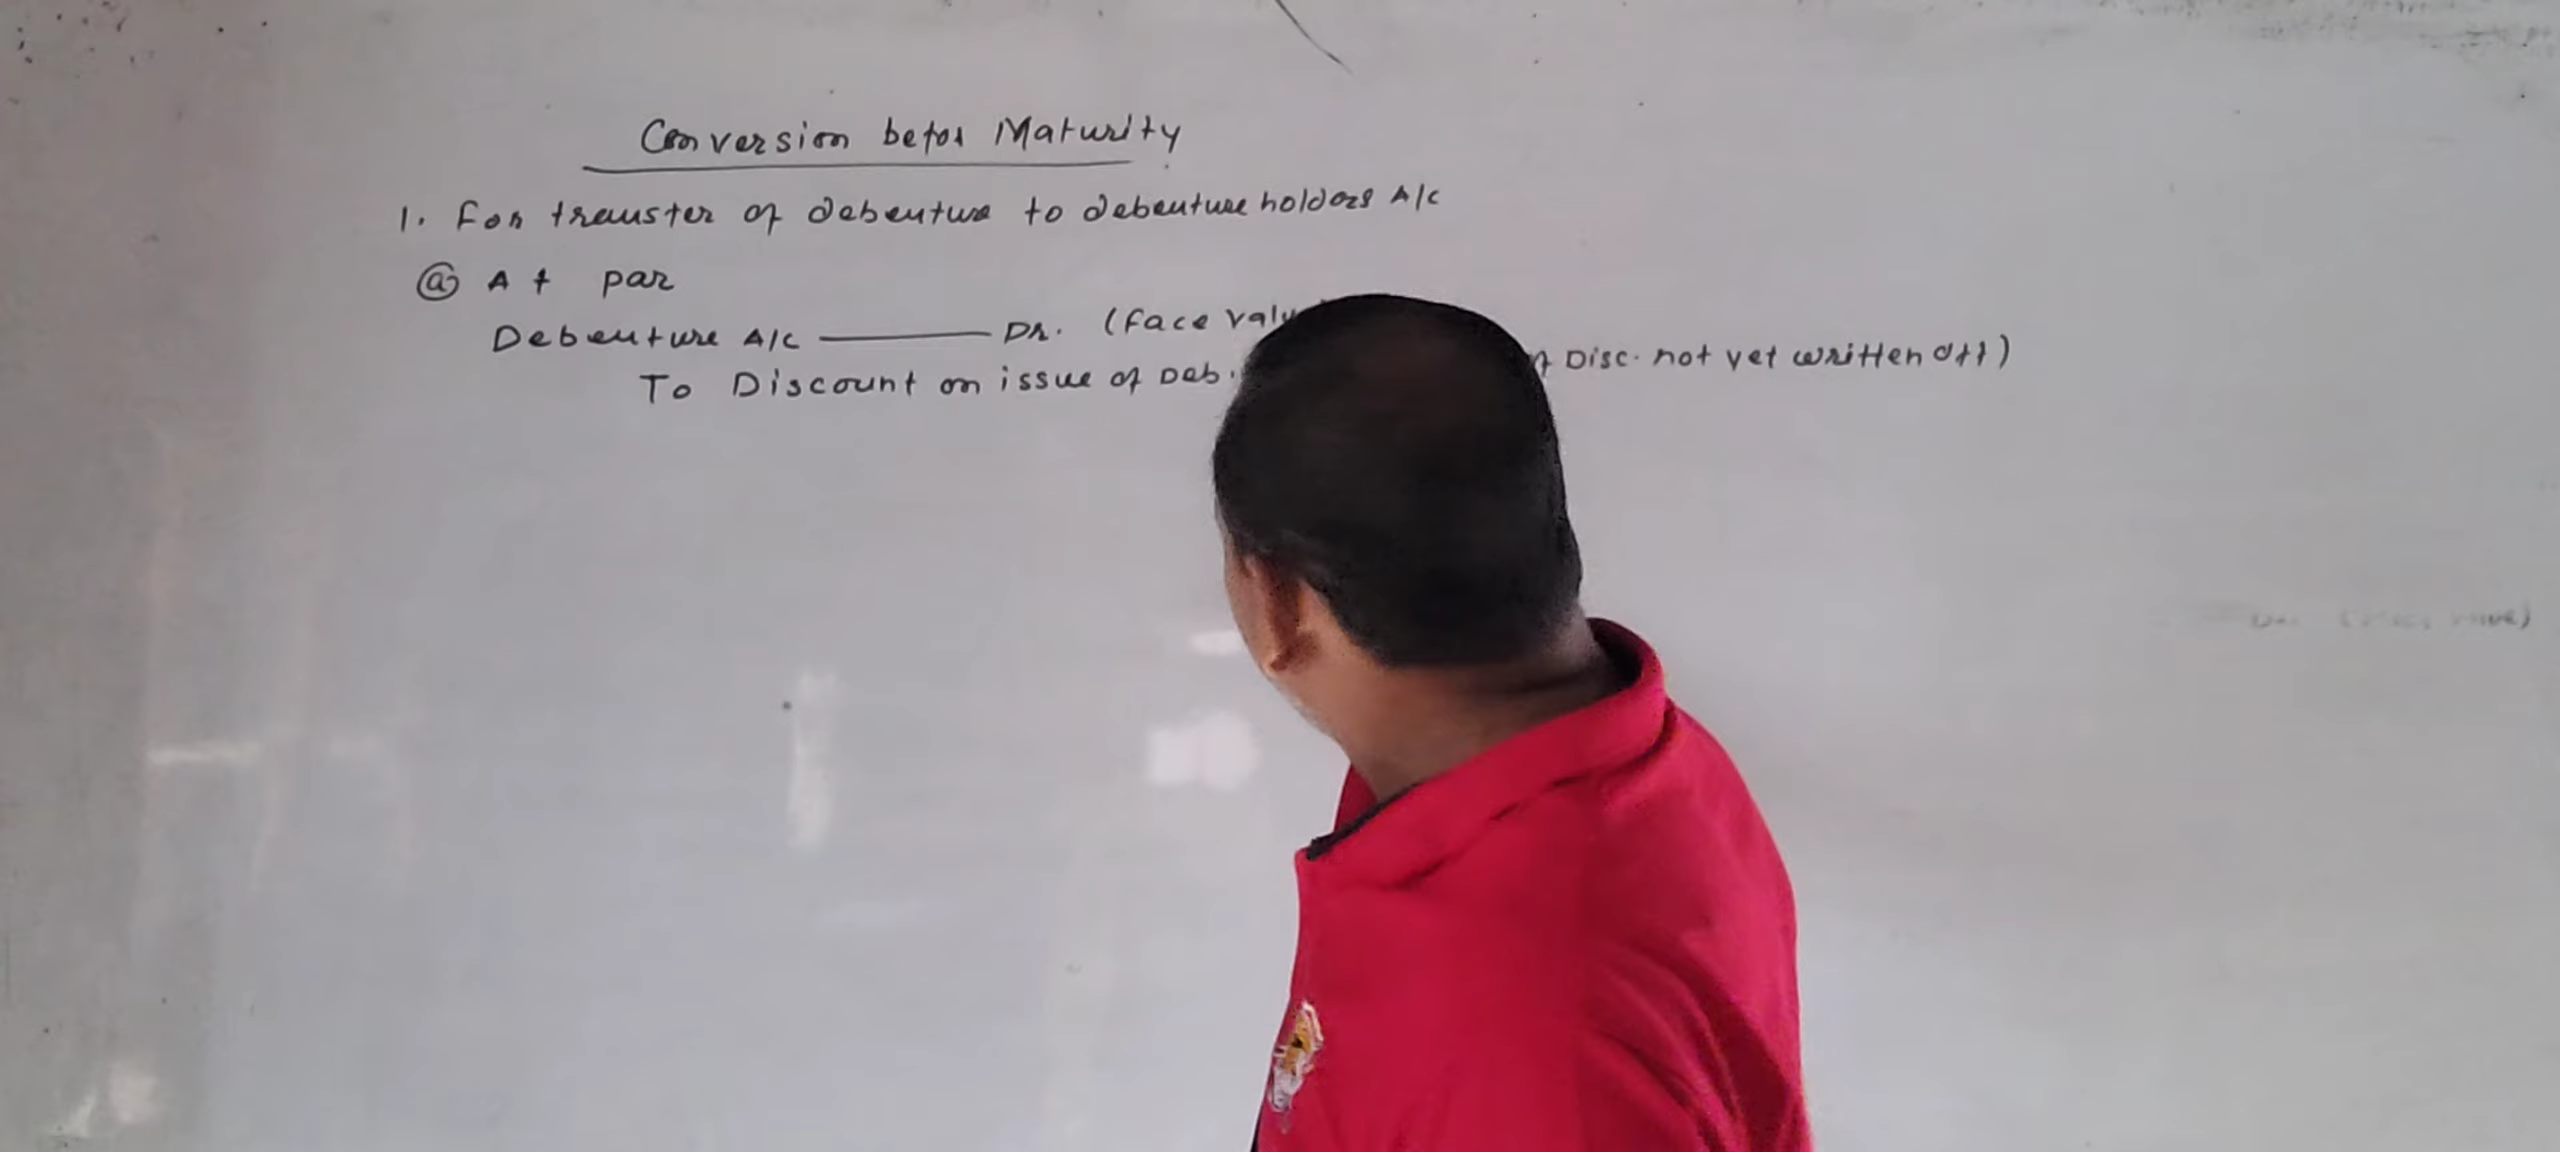 Conversion befor Maturity
1. For transfer of debenture to debenture holders A/c
@ At par
Debenture A/c ——— Dr. (Face valu
To Discount on issue of Deb. Disc. not yet written off)